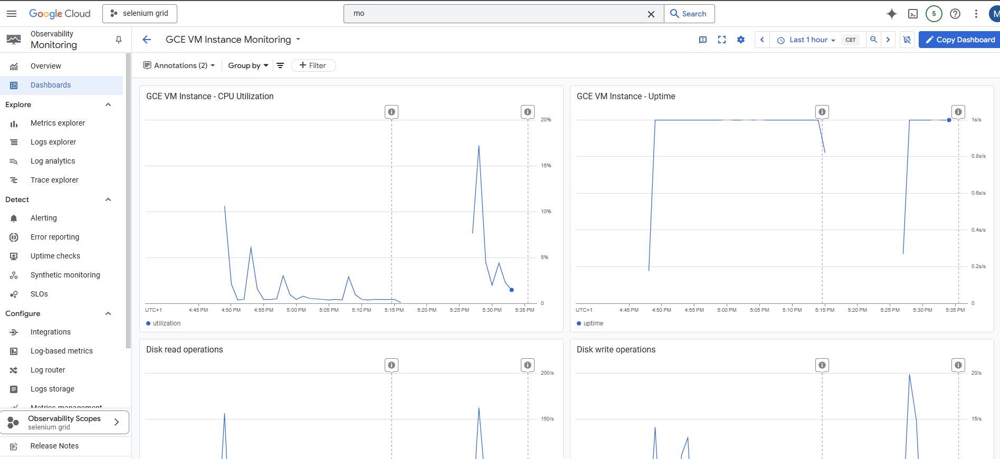 Google Cloud
selenium grid
mo
Search
5
M
Observability
Monitoring
GCE VM Instance Monitoring
Last 1 hour
CET
Copy Dashboard
Annotations (2)
Group by
Filter
Overview
Dashboards
Explore
Metrics explorer
Logs explorer
Log analytics
Trace explorer
Detect
Alerting
Error reporting
Uptime checks
Synthetic monitoring
SLOs
Configure
Integrations
Log-based metrics
Log router
Logs storage
Metrics management
Observability Scopes
selenium grid
Release Notes
GCE VM Instance - CPU Utilization
20%
15%
10%
5%
0
UTC+1 4:45 PM 4:50 PM 4:55 PM 5:00 PM 5:05 PM 5:10 PM 5:15 PM 5:20 PM 5:25 PM 5:30 PM 5:35 PM
utilization
GCE VM Instance - Uptime
1s/s
0.8s/s
0.6s/s
0.4s/s
0.2s/s
0
UTC+1 4:45 PM 4:50 PM 4:55 PM 5:00 PM 5:05 PM 5:10 PM 5:15 PM 5:20 PM 5:25 PM 5:30 PM 5:35 PM
uptime
Disk read operations
200/s
150/s
Disk write operations
20/s
15/s